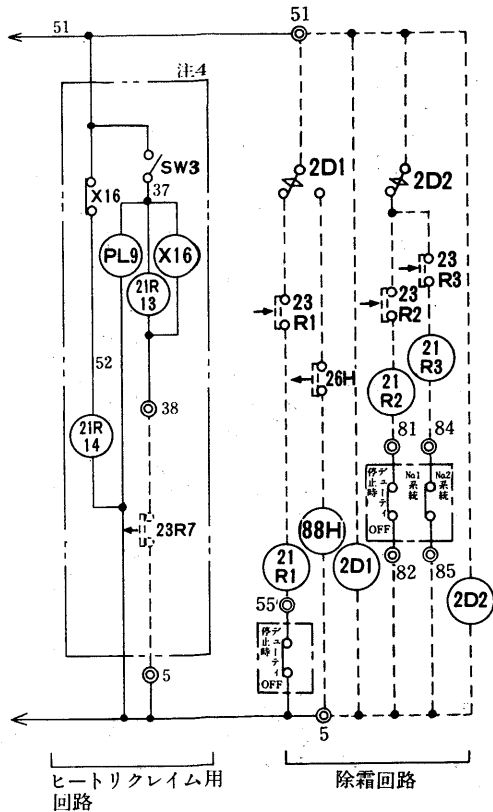 51
51
注4
SW3
2D1
2D2
X16
37
PL9
21R
13
X16
23
R1
23
R2
23
R3
52
26H
21
R2
21
R3
21R
14
38
81
84
デューティ
停止時
OFF
No.1
系統
No.2
系統
23R7
88H
21
R1
2D1
82
85
2D2
55'
デューティ
停止時
OFF
5
5
ヒートリクレイム用
回路
除霜回路